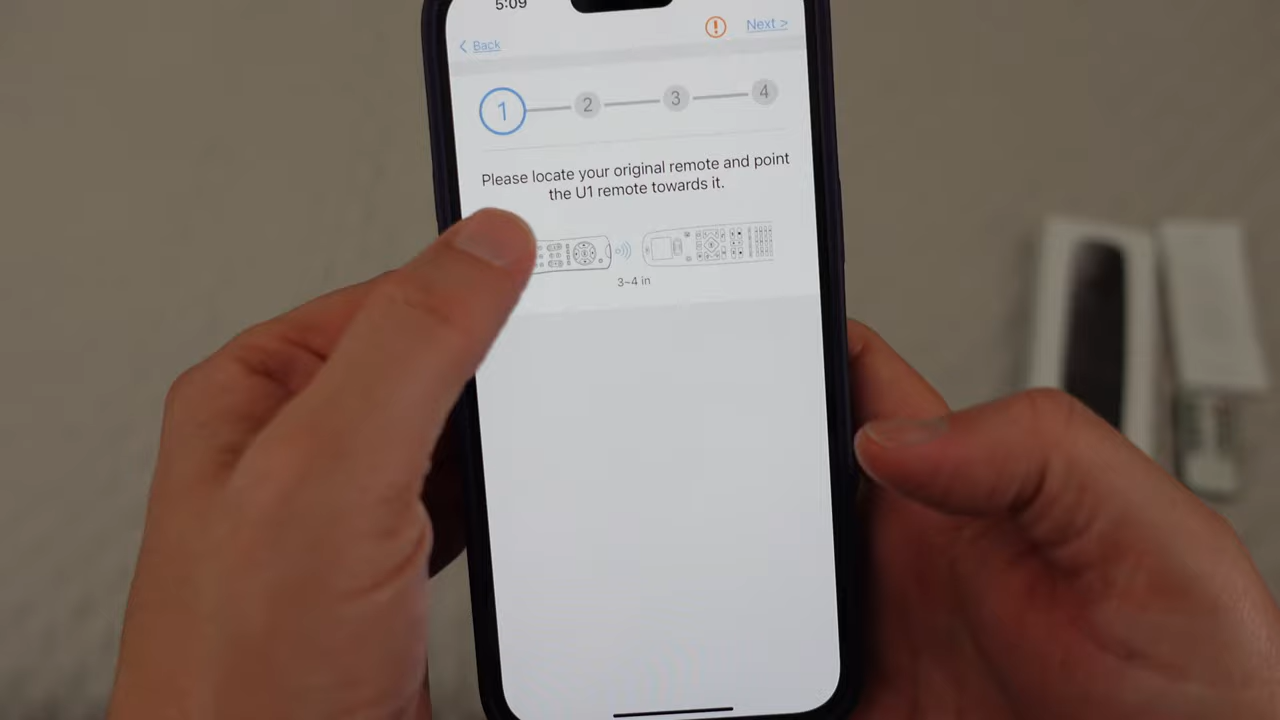 5:09
< Back
! Next >
1 2 3 4
Please locate your original remote and point
the U1 remote towards it.
3~4 in